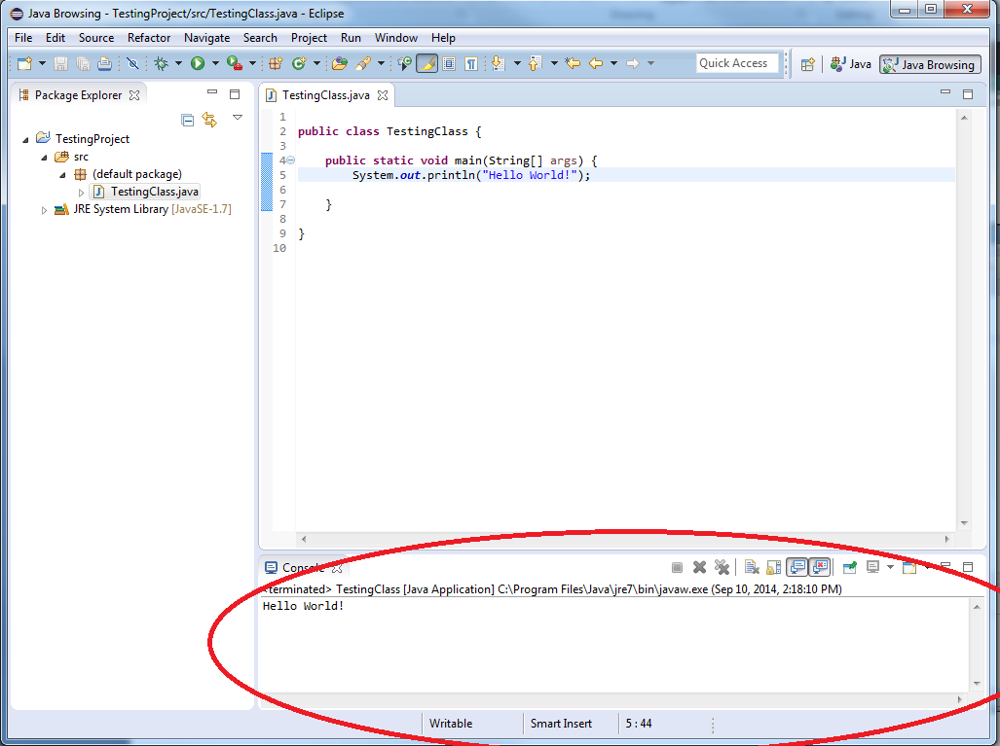 Java Browsing - TestingProject/src/TestingClass.java - Eclipse
File Edit Source Refactor Navigate Search Project Run Window Help
Quick Access Java Java Browsing
Package Explorer
TestingProject
src
(default package)
TestingClass.java
JRE System Library [JavaSE-1.7]
TestingClass.java
1
2 public class TestingClass {
3
4 public static void main(String[] args) {
5 System.out.println("Hello World!");
6
7 }
8
9 }
10
Console
<terminated> TestingClass [Java Application] C:\Program Files\Java\jre7\bin\javaw.exe (Sep 10, 2014, 2:18:10 PM)
Hello World!
Writable Smart Insert 5 : 44